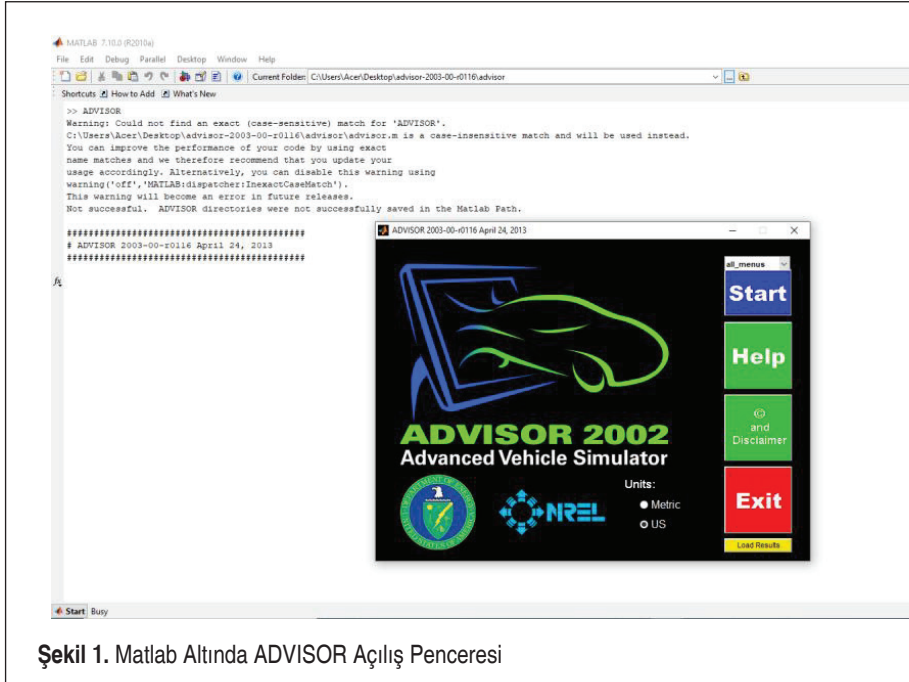 MATLAB 7.10.0 (R2010a)
File Edit Debug Parallel Desktop Window Help
Current Folder: C:\Users\Acer\Desktop\advisor-2003-00-r0116\advisor
Shortcuts How to Add What's New
>> ADVISOR
Warning: Could not find an exact (case-sensitive) match for 'ADVISOR'.
C:\Users\Acer\Desktop\advisor-2003-00-r0116\advisor\advisor.m is a case-insensitive match and will be used instead.
You can improve the performance of your code by using exact
name matches and we therefore recommend that you update your
usage accordingly. Alternatively, you can disable this warning using
warning('off','MATLAB:dispatcher:InexactCaseMatch').
This warning will become an error in future releases.
Not successful. ADVISOR directories were not successfully saved in the Matlab Path.
# ADVISOR 2003-00-r0116 April 24, 2013
fx
ADVISOR 2003-00-r0116 April 24, 2013
all_menus
Start
Help
©
and
Disclaimer
Exit
Load Results
ADVISOR 2002
Advanced Vehicle Simulator
Units:
Metric
US
NREL
Start Busy
Şekil 1. Matlab Altında ADVISOR Açılış Penceresi